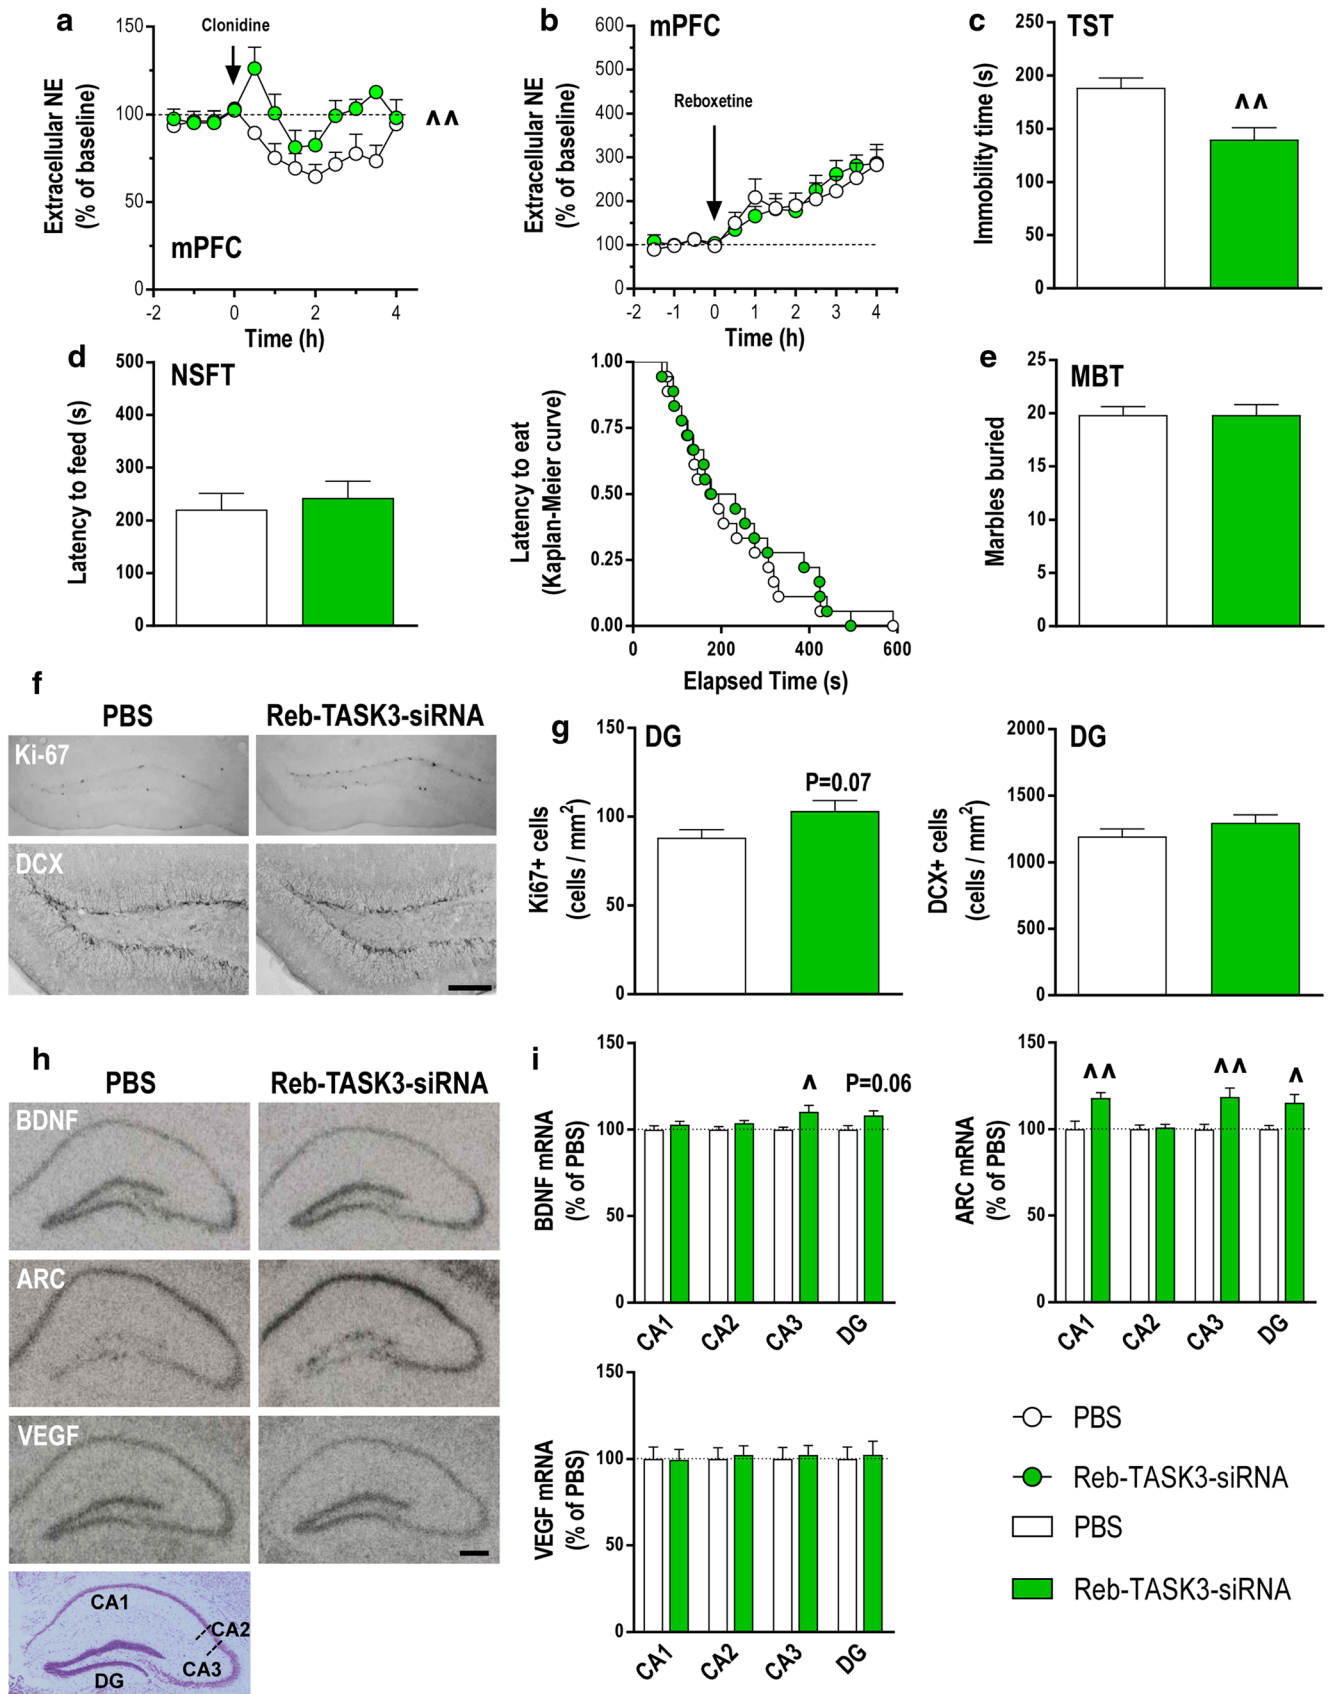 a
Clonidine
150
100
50
0
-2
0
2
4
Extracellular NE
(% of baseline)
mPFC
Time (h)
^^
b
mPFC
Reboxetine
600
500
400
300
200
100
0
-2
-1
0
1
2
3
4
Extracellular NE
(% of baseline)
Time (h)
c
TST
250
200
150
100
50
0
Immobility time (s)
^^
d
NSFT
500
400
300
200
100
0
Latency to feed (s)
1.00
0.75
0.50
0.25
0.00
0
200
400
600
Latency to eat
(Kaplan-Meier curve)
Elapsed Time (s)
e
MBT
25
20
15
10
5
0
Marbles buried
f
PBS
Reb-TASK3-siRNA
Ki-67
DCX
g
DG
150
100
50
0
Ki67+ cells
(cells / mm²)
P=0.07
DG
2000
1500
1000
500
0
DCX+ cells
(cells / mm²)
h
PBS
Reb-TASK3-siRNA
BDNF
ARC
VEGF
CA1
CA2
CA3
DG
i
150
100
50
0
BDNF mRNA
(% of PBS)
^
P=0.06
CA1
CA2
CA3
DG
150
100
50
0
ARC mRNA
(% of PBS)
^^
^^
^
CA1
CA2
CA3
DG
150
100
50
0
VEGF mRNA
(% of PBS)
CA1
CA2
CA3
DG
PBS
Reb-TASK3-siRNA
PBS
Reb-TASK3-siRNA